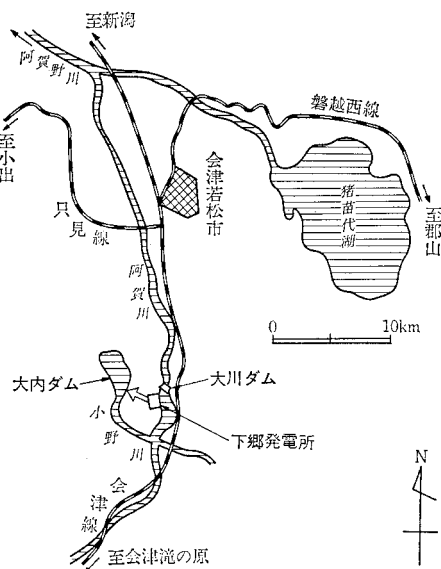 至新潟
阿賀野川
磐越西線
至小出
会津若松市
至郡山
猪苗代湖
只見線
阿賀川
0 10km
大内ダム
大川ダム
小野川
下郷発電所
会津線
N
至会津滝の原